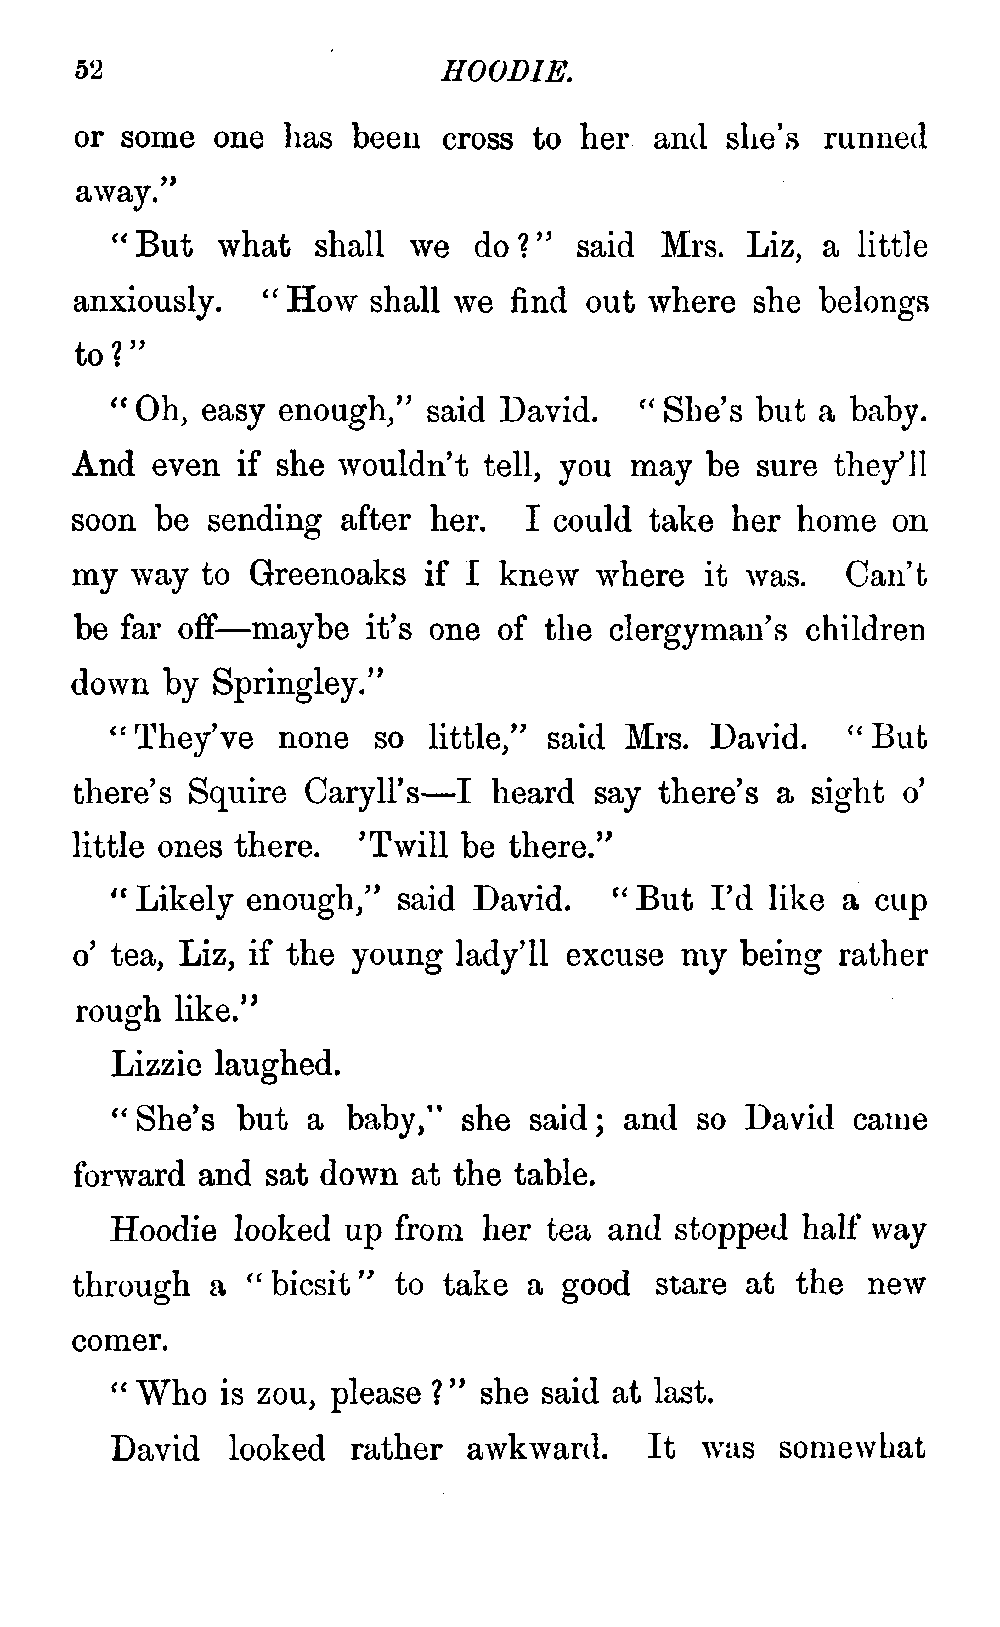 52 HOODIE.
or some one has been cross to her and she's runned
away."
"But what shall we do?" said Mrs. Liz, a little
anxiously. "How shall we find out where she belongs
to?"
"Oh, easy enough," said David. "She's but a baby.
And even if she wouldn't tell, you may be sure they'll
soon be sending after her. I could take her home on
my way to Greenoaks if I knew where it was. Can't
be far off—maybe it's one of the clergyman's children
down by Springley."
"They've none so little," said Mrs. David. "But
there's Squire Caryll's—I heard say there's a sight o'
little ones there. 'Twill be there."
"Likely enough," said David. "But I'd like a cup
o' tea, Liz, if the young lady'll excuse my being rather
rough like."
Lizzie laughed.
"She's but a baby," she said; and so David came
forward and sat down at the table.
Hoodie looked up from her tea and stopped half way
through a "bicsit" to take a good stare at the new
comer.
"Who is zou, please?" she said at last.
David looked rather awkward. It was somewhat